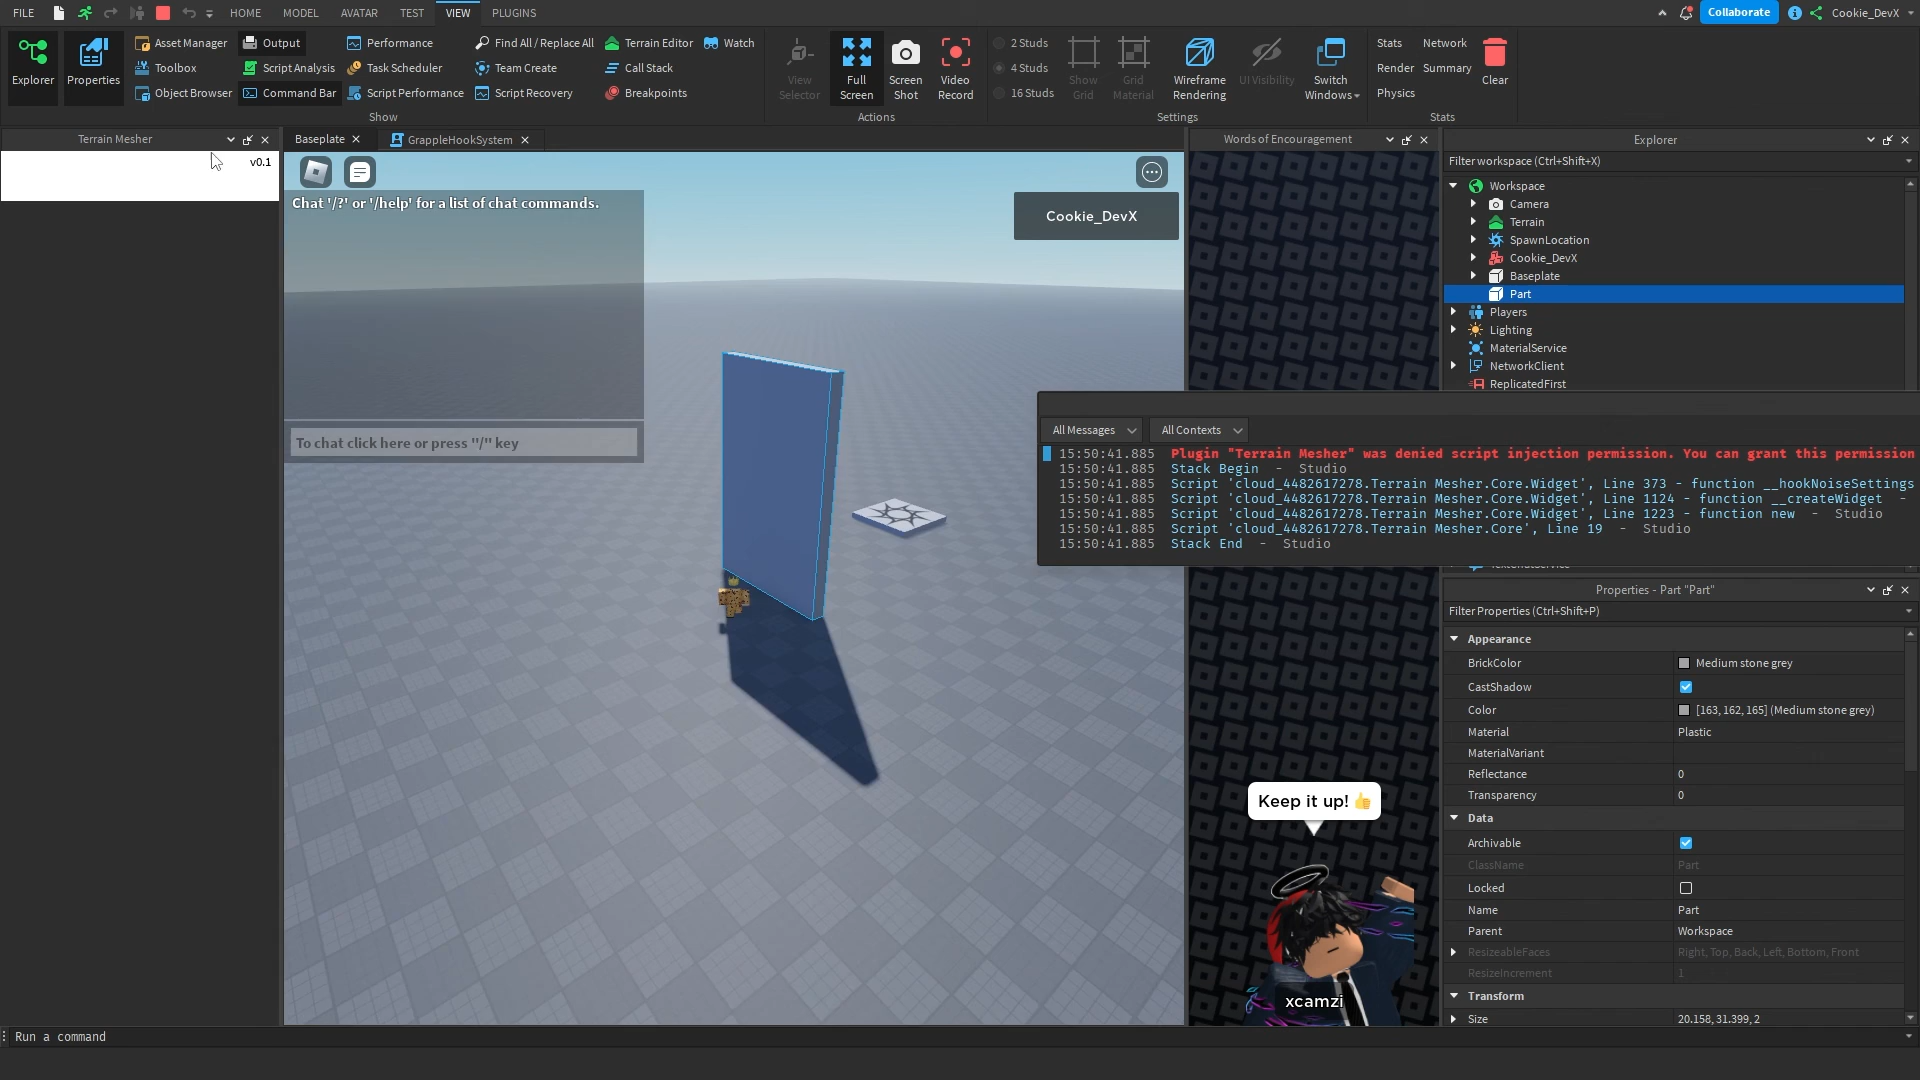 FILE HOME MODEL AVATAR TEST VIEW PLUGINS Collaborate Cookie_DevX
Explorer
Properties
Asset Manager
Toolbox
Object Browser
Output
Script Analysis
Command Bar
Performance
Task Scheduler
Script Performance
Find All / Replace All
Team Create
Script Recovery
Terrain Editor
Call Stack
Breakpoints
Watch
Show
View
Selector
Full
Screen
Screen
Shot
Video
Record
Actions
2 Studs
4 Studs
16 Studs
Show
Grid
Grid
Material
Wireframe
Rendering
UI Visibility
Switch
Windows
Settings
Stats
Render
Physics
Network
Summary
Clear
Stats
Terrain Mesher
v0.1
Baseplate
GrappleHookSystem
Chat '/?' or '/help' for a list of chat commands.
To chat click here or press "/" key
Cookie_DevX
Words of Encouragement
Keep it up! 👍
xcamzi
Explorer
Filter workspace (Ctrl+Shift+X)
Workspace
Camera
Terrain
SpawnLocation
Cookie_DevX
Baseplate
Part
Players
Lighting
MaterialService
NetworkClient
ReplicatedFirst
All Messages All Contexts
15:50:41.885 Plugin "Terrain Mesher" was denied script injection permission. You can grant this permission
15:50:41.885 Stack Begin - Studio
15:50:41.885 Script 'cloud_4482617278.Terrain Mesher.Core.Widget', Line 373 - function __hookNoiseSettings
15:50:41.885 Script 'cloud_4482617278.Terrain Mesher.Core.Widget', Line 1124 - function __createWidget -
15:50:41.885 Script 'cloud_4482617278.Terrain Mesher.Core.Widget', Line 1223 - function new - Studio
15:50:41.885 Script 'cloud_4482617278.Terrain Mesher.Core', Line 19 - Studio
15:50:41.885 Stack End - Studio
Properties - Part "Part"
Filter Properties (Ctrl+Shift+P)
Appearance
BrickColor Medium stone grey
CastShadow
Color [163, 162, 165] (Medium stone grey)
Material Plastic
MaterialVariant
Reflectance 0
Transparency 0
Data
Archivable
ClassName Part
Locked
Name Part
Parent Workspace
ResizeableFaces Right, Top, Back, Left, Bottom, Front
ResizeIncrement 1
Transform
Size 20.158, 31.399, 2
Run a command